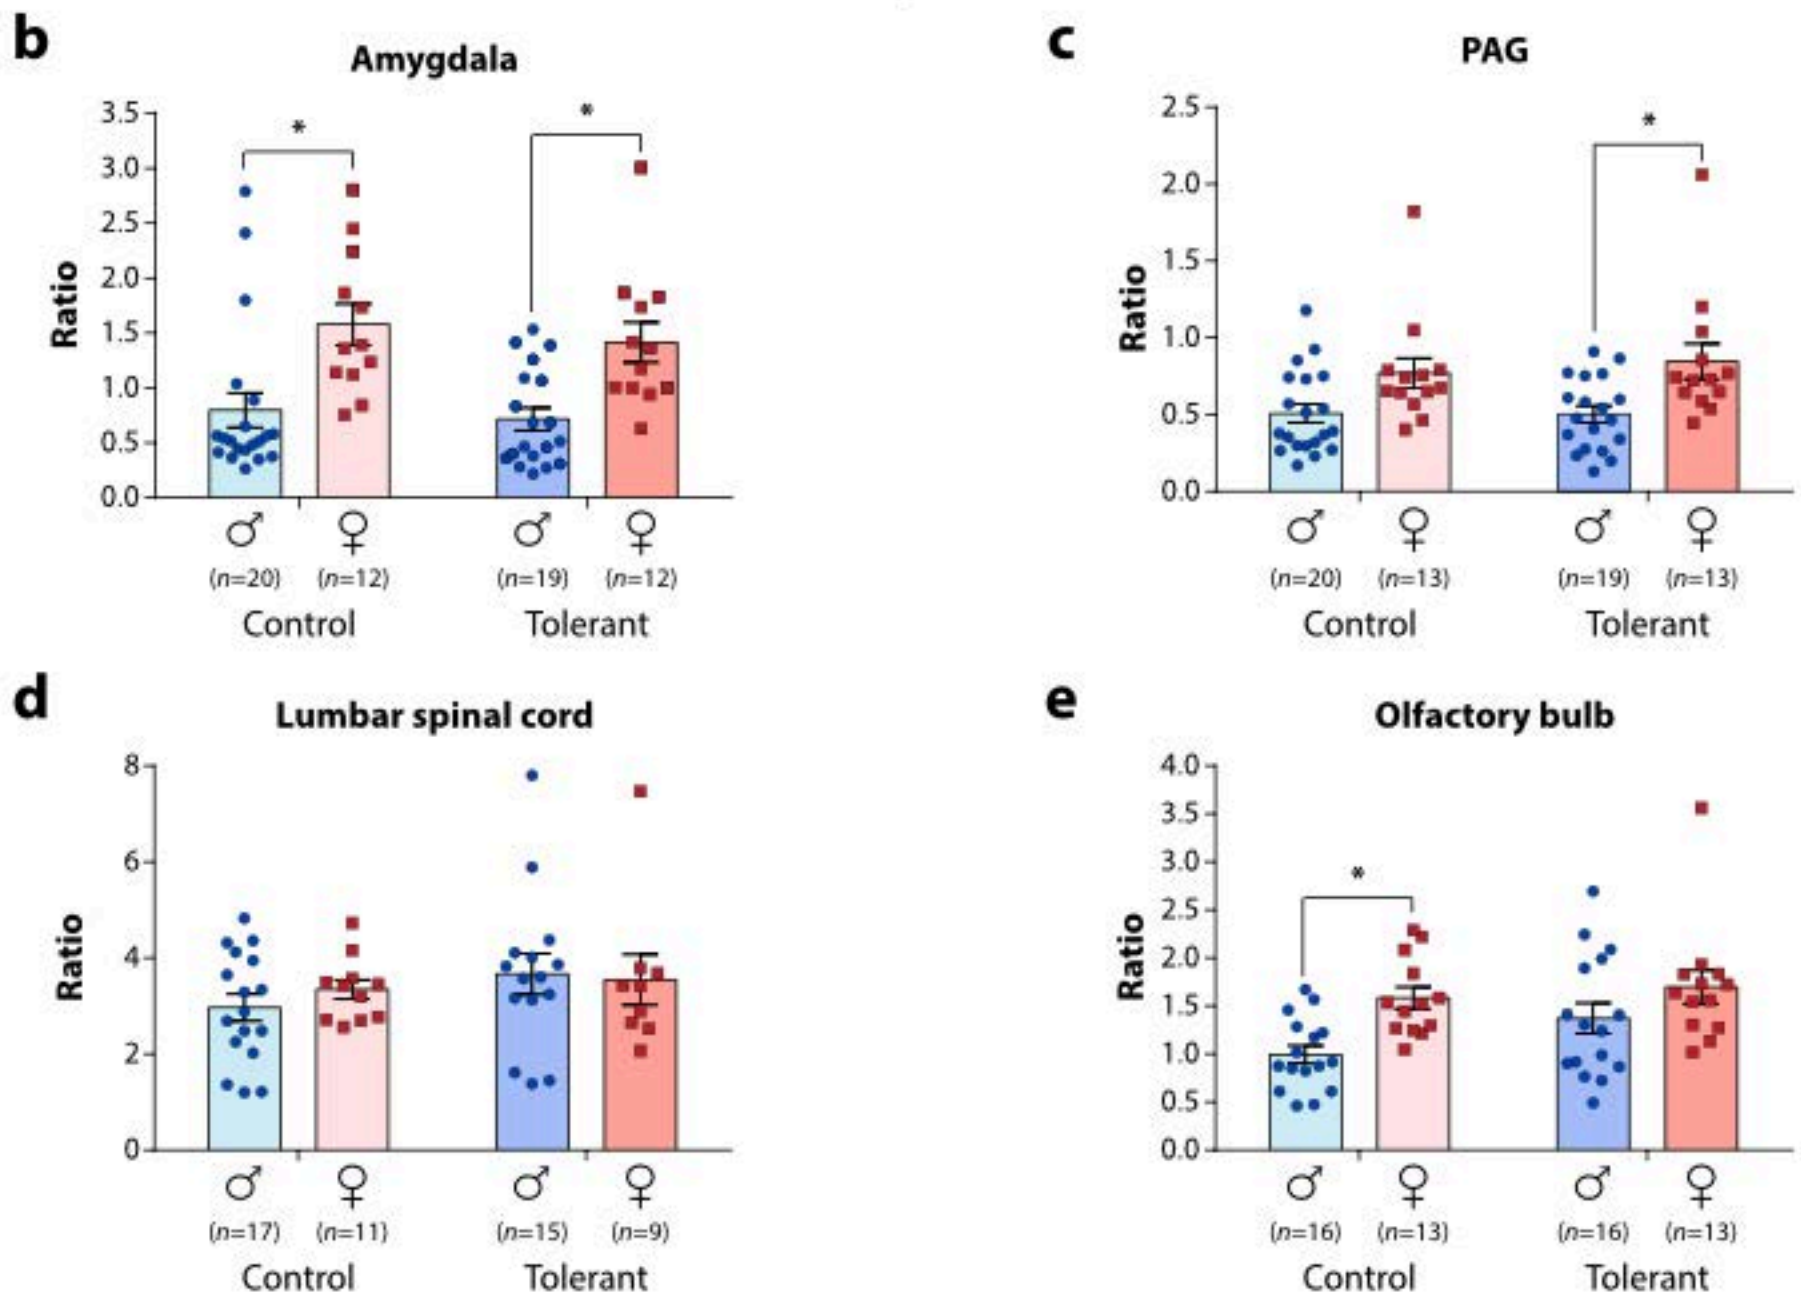 b
Amygdala
Ratio
3.5
3.0
2.5
2.0
1.5
1.0
0.5
0.0
*
*
♂ ♀ ♂ ♀
(n=20) (n=12) (n=19) (n=12)
Control Tolerant
c
PAG
Ratio
2.5
2.0
1.5
1.0
0.5
0.0
*
♂ ♀ ♂ ♀
(n=20) (n=13) (n=19) (n=13)
Control Tolerant
d
Lumbar spinal cord
Ratio
8
6
4
2
0
♂ ♀ ♂ ♀
(n=17) (n=11) (n=15) (n=9)
Control Tolerant
e
Olfactory bulb
Ratio
4.0
3.5
3.0
2.5
2.0
1.5
1.0
0.5
0.0
*
♂ ♀ ♂ ♀
(n=16) (n=13) (n=16) (n=13)
Control Tolerant